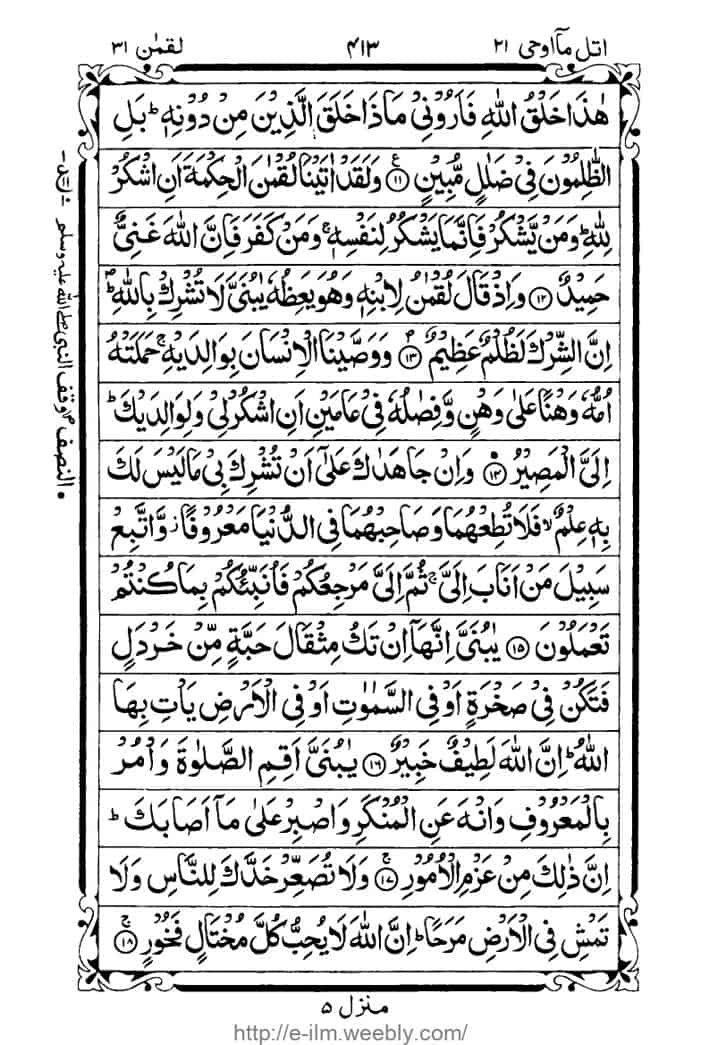 اتل مآ اوحی ۲۱
۴۱۳
لقمٰن ۳۱
هٰذَا خَلْقُ اللّٰهِ فَاَرُوْنِیْ مَاذَا خَلَقَ الَّذِیْنَ مِنْ دُوْنِهٖ ؕ بَلِ
الظّٰلِمُوْنَ فِیْ ضَلٰلٍ مُّبِیْنٍ ﴿۱۱﴾ وَلَقَدْ اٰتَیْنَا لُقْمٰنَ الْحِكْمَةَ اَنِ اشْكُرْ
لِلّٰهِ ؕ وَمَنْ یَّشْكُرْ فَاِنَّمَا یَشْكُرُ لِنَفْسِهٖ ۚ وَمَنْ كَفَرَ فَاِنَّ اللّٰهَ غَنِیٌّ
حَمِیْدٌ ﴿۱۲﴾ وَاِذْ قَالَ لُقْمٰنُ لِابْنِهٖ وَهُوَ یَعِظُهٗ یٰبُنَیَّ لَا تُشْرِكْ بِاللّٰهِ ؔؕ
اِنَّ الشِّرْكَ لَظُلْمٌ عَظِیْمٌ ﴿۱۳﴾ وَوَصَّیْنَا الْاِنْسَانَ بِوَالِدَیْهِ ۚ حَمَلَتْهُ
اُمُّهٗ وَهْنًا عَلٰی وَهْنٍ وَّفِصٰلُهٗ فِیْ عَامَیْنِ اَنِ اشْكُرْ لِیْ وَلِوَالِدَیْكَ ؕ
اِلَیَّ الْمَصِیْرُ ﴿۱۴﴾ وَاِنْ جَاهَدٰكَ عَلٰۤی اَنْ تُشْرِكَ بِیْ مَا لَیْسَ لَكَ
بِهٖ عِلْمٌ ۙ فَلَا تُطِعْهُمَا وَصَاحِبْهُمَا فِی الدُّنْیَا مَعْرُوْفًا ؗ وَّاتَّبِعْ
سَبِیْلَ مَنْ اَنَابَ اِلَیَّ ۚ ثُمَّ اِلَیَّ مَرْجِعُكُمْ فَاُنَبِّئُكُمْ بِمَا كُنْتُمْ
تَعْمَلُوْنَ ﴿۱۵﴾ یٰبُنَیَّ اِنَّهَاۤ اِنْ تَكُ مِثْقَالَ حَبَّةٍ مِّنْ خَرْدَلٍ
فَتَكُنْ فِیْ صَخْرَةٍ اَوْ فِی السَّمٰوٰتِ اَوْ فِی الْاَرْضِ یَاْتِ بِهَا
اللّٰهُ ؕ اِنَّ اللّٰهَ لَطِیْفٌ خَبِیْرٌ ﴿۱۶﴾ یٰبُنَیَّ اَقِمِ الصَّلٰوةَ وَاْمُرْ
بِالْمَعْرُوْفِ وَانْهَ عَنِ الْمُنْكَرِ وَاصْبِرْ عَلٰی مَاۤ اَصَابَكَ ؕ
اِنَّ ذٰلِكَ مِنْ عَزْمِ الْاُمُوْرِ ﴿۱۷﴾ وَلَا تُصَعِّرْ خَدَّكَ لِلنَّاسِ وَلَا
تَمْشِ فِی الْاَرْضِ مَرَحًا ؕ اِنَّ اللّٰهَ لَا یُحِبُّ كُلَّ مُخْتَالٍ فَخُوْرٍ ﴿۱۸﴾
وقف النبی صلی اللہ علیہ وسلم
النصف
منزل ۵
http://e-ilm.weebly.com/